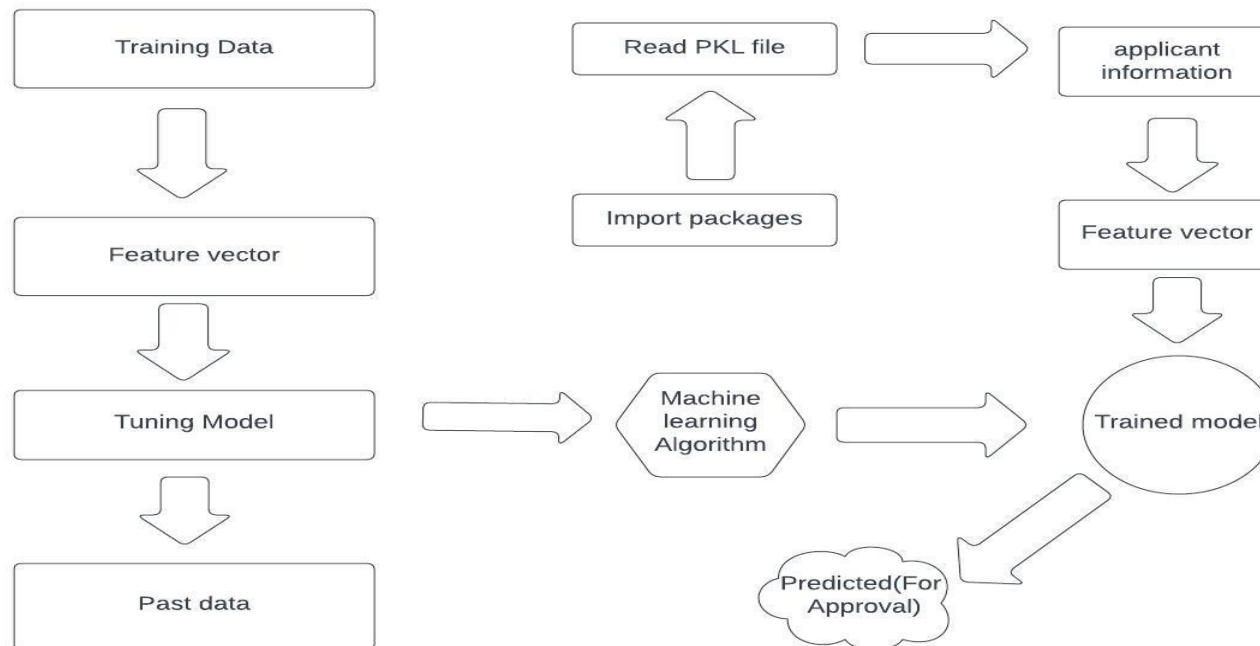 Training Data
Read PKL file
applicant
information
Import packages
Feature vector
Feature vector
Tuning Model
Machine
learning
Algorithm
Trained model
Predicted(For
Approval)
Past data